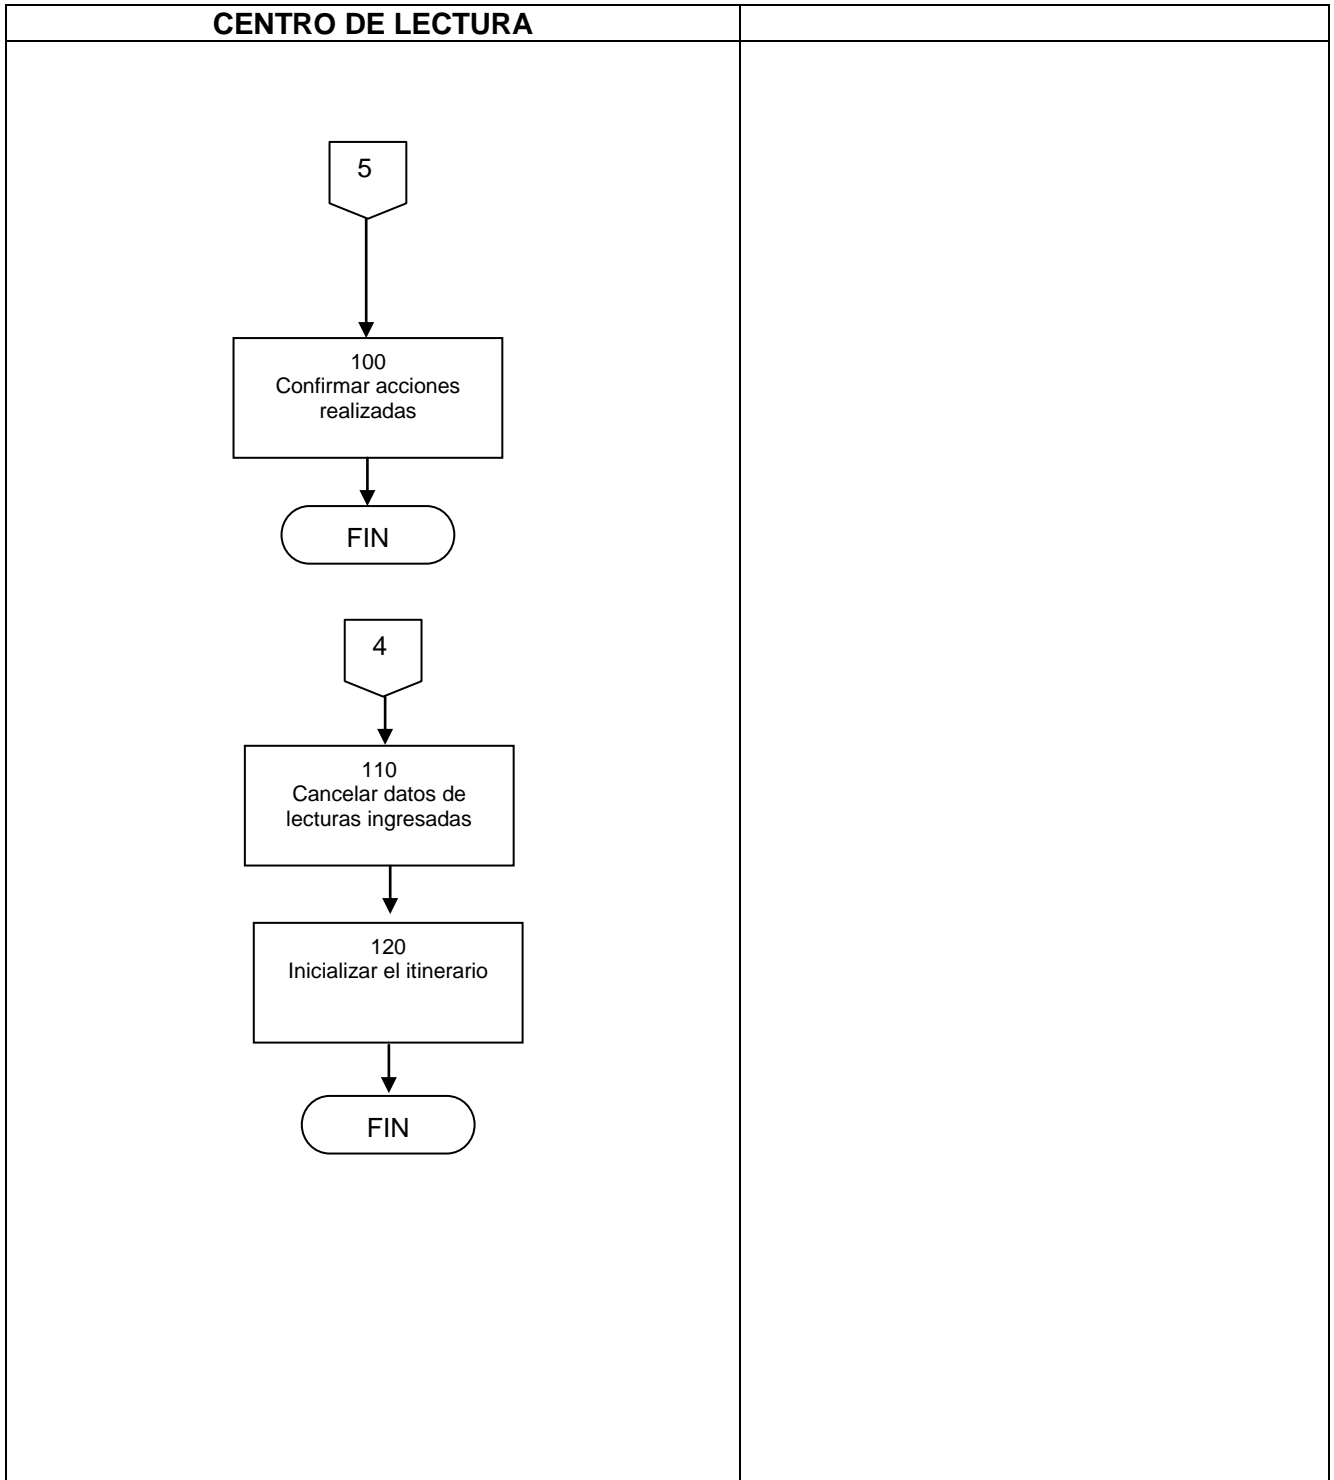 CENTRO DE LECTURA
5
100
Confirmar acciones
realizadas
FIN
4
110
Cancelar datos de
lecturas ingresadas
120
Inicializar el itinerario
FIN